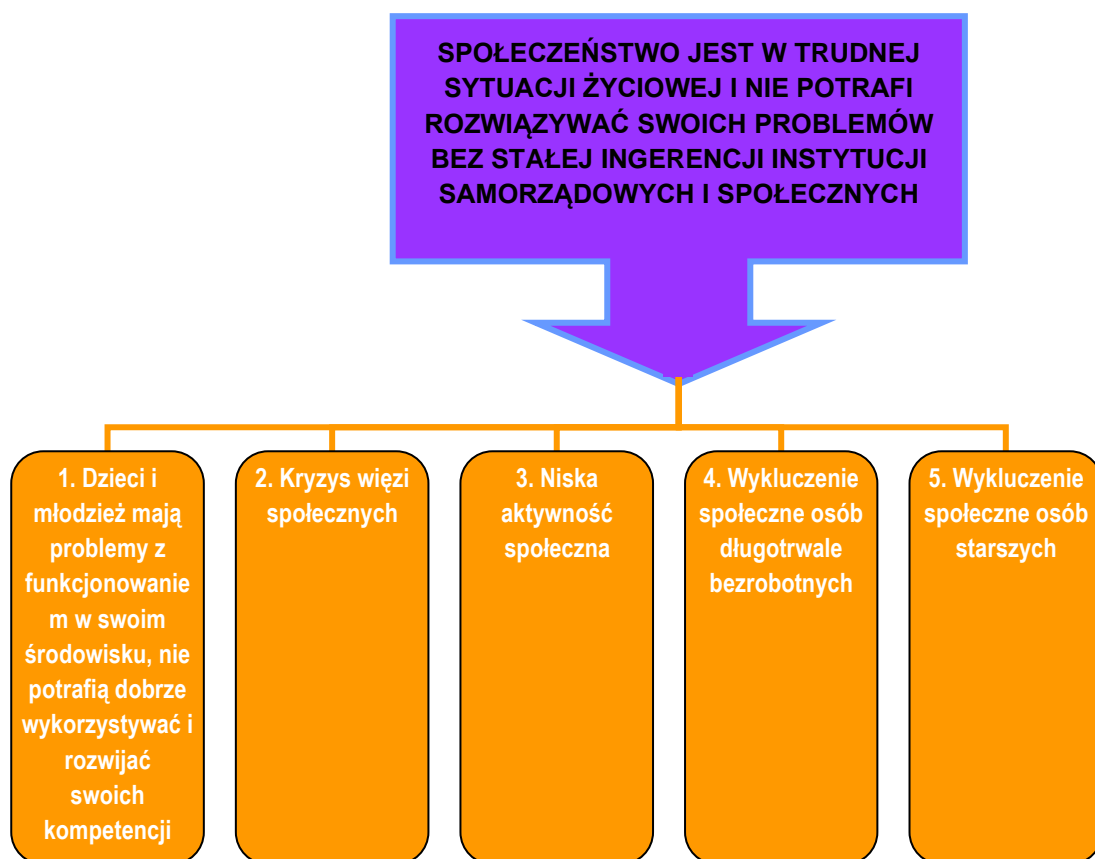 SPOŁECZEŃSTWO JEST W TRUDNEJ
SYTUACJI ŻYCIOWEJ I NIE POTRAFI
ROZWIĄZYWAĆ SWOICH PROBLEMÓW
BEZ STAŁEJ INGERENCJI INSTYTUCJI
SAMORZĄDOWYCH I SPOŁECZNYCH
1. Dzieci i
młodzież mają
problemy z
funkcjonowanie
m w swoim
środowisku, nie
potrafią dobrze
wykorzystywać i
rozwijać
swoich
kompetencji
2. Kryzys więzi
społecznych
3. Niska
aktywność
społeczna
4. Wykluczenie
społeczne osób
długotrwale
bezrobotnych
5. Wykluczenie
społeczne osób
starszych